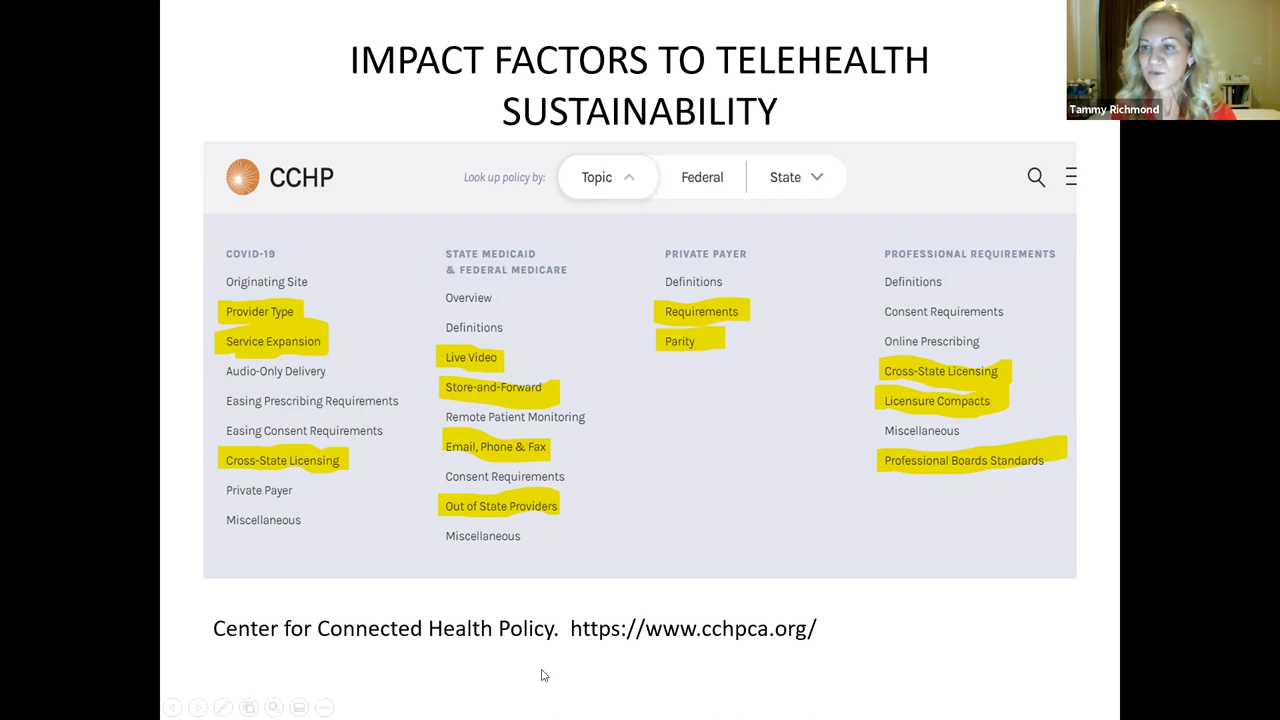 IMPACT FACTORS TO TELEHEALTH
SUSTAINABILITY
Tammy Richmond
CCHP
Look up policy by:
Topic
Federal
State
COVID-19
Originating Site
Provider Type
Service Expansion
Audio-Only Delivery
Easing Prescribing Requirements
Easing Consent Requirements
Cross-State Licensing
Private Payer
Miscellaneous
STATE MEDICAID
& FEDERAL MEDICARE
Overview
Definitions
Live Video
Store-and-Forward
Remote Patient Monitoring
Email, Phone & Fax
Consent Requirements
Out of State Providers
Miscellaneous
PRIVATE PAYER
Definitions
Requirements
Parity
PROFESSIONAL REQUIREMENTS
Definitions
Consent Requirements
Online Prescribing
Cross-State Licensing
Licensure Compacts
Miscellaneous
Professional Boards Standards
Center for Connected Health Policy.  https://www.cchpca.org/